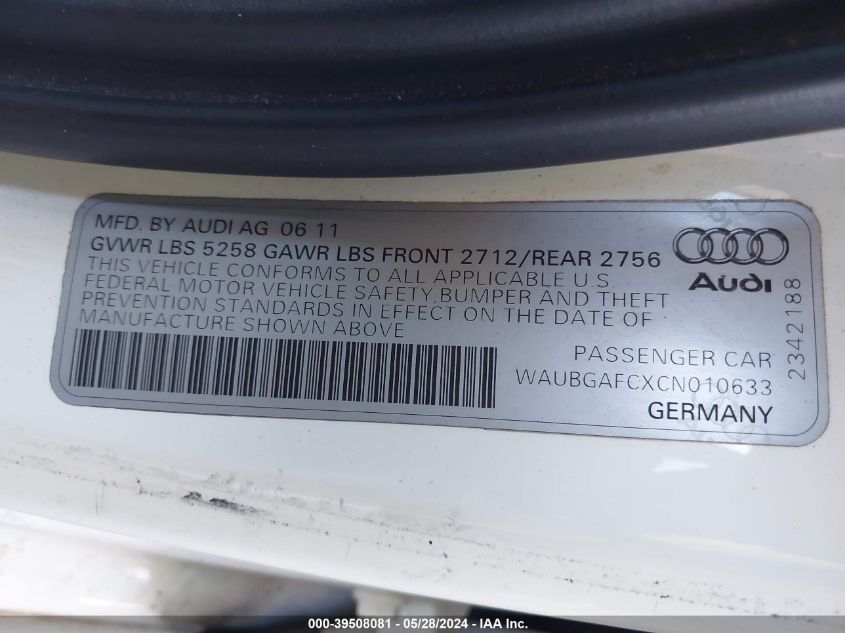 MFD. BY AUDI AG 06 11
GVWR LBS 5258 GAWR LBS FRONT 2712/REAR 2756
THIS VEHICLE CONFORMS TO ALL APPLICABLE U.S.
FEDERAL MOTOR VEHICLE SAFETY, BUMPER AND THEFT
PREVENTION STANDARDS IN EFFECT ON THE DATE OF
MANUFACTURE SHOWN ABOVE
Audi
2342188
PASSENGER CAR
WAUBGAFCXCN010633
GERMANY
000-39508081 - 05/28/2024 - IAA Inc.